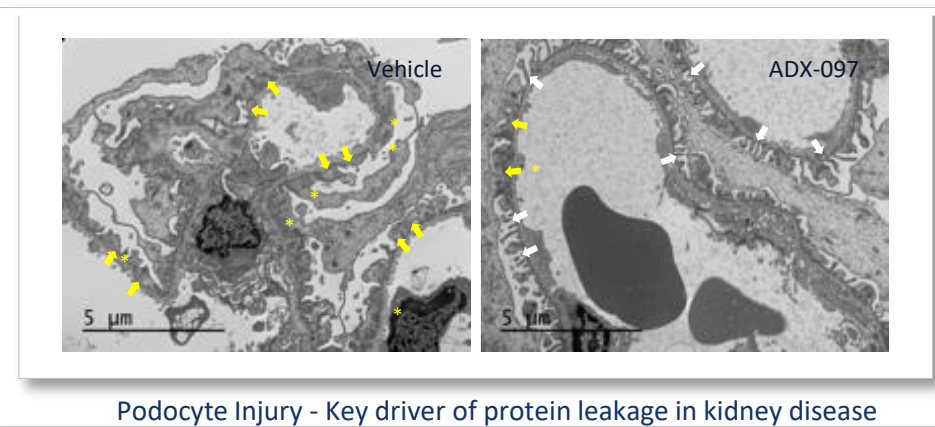 Vehicle
ADX-097
5 µm
5 µm
Podocyte Injury - Key driver of protein leakage in kidney disease